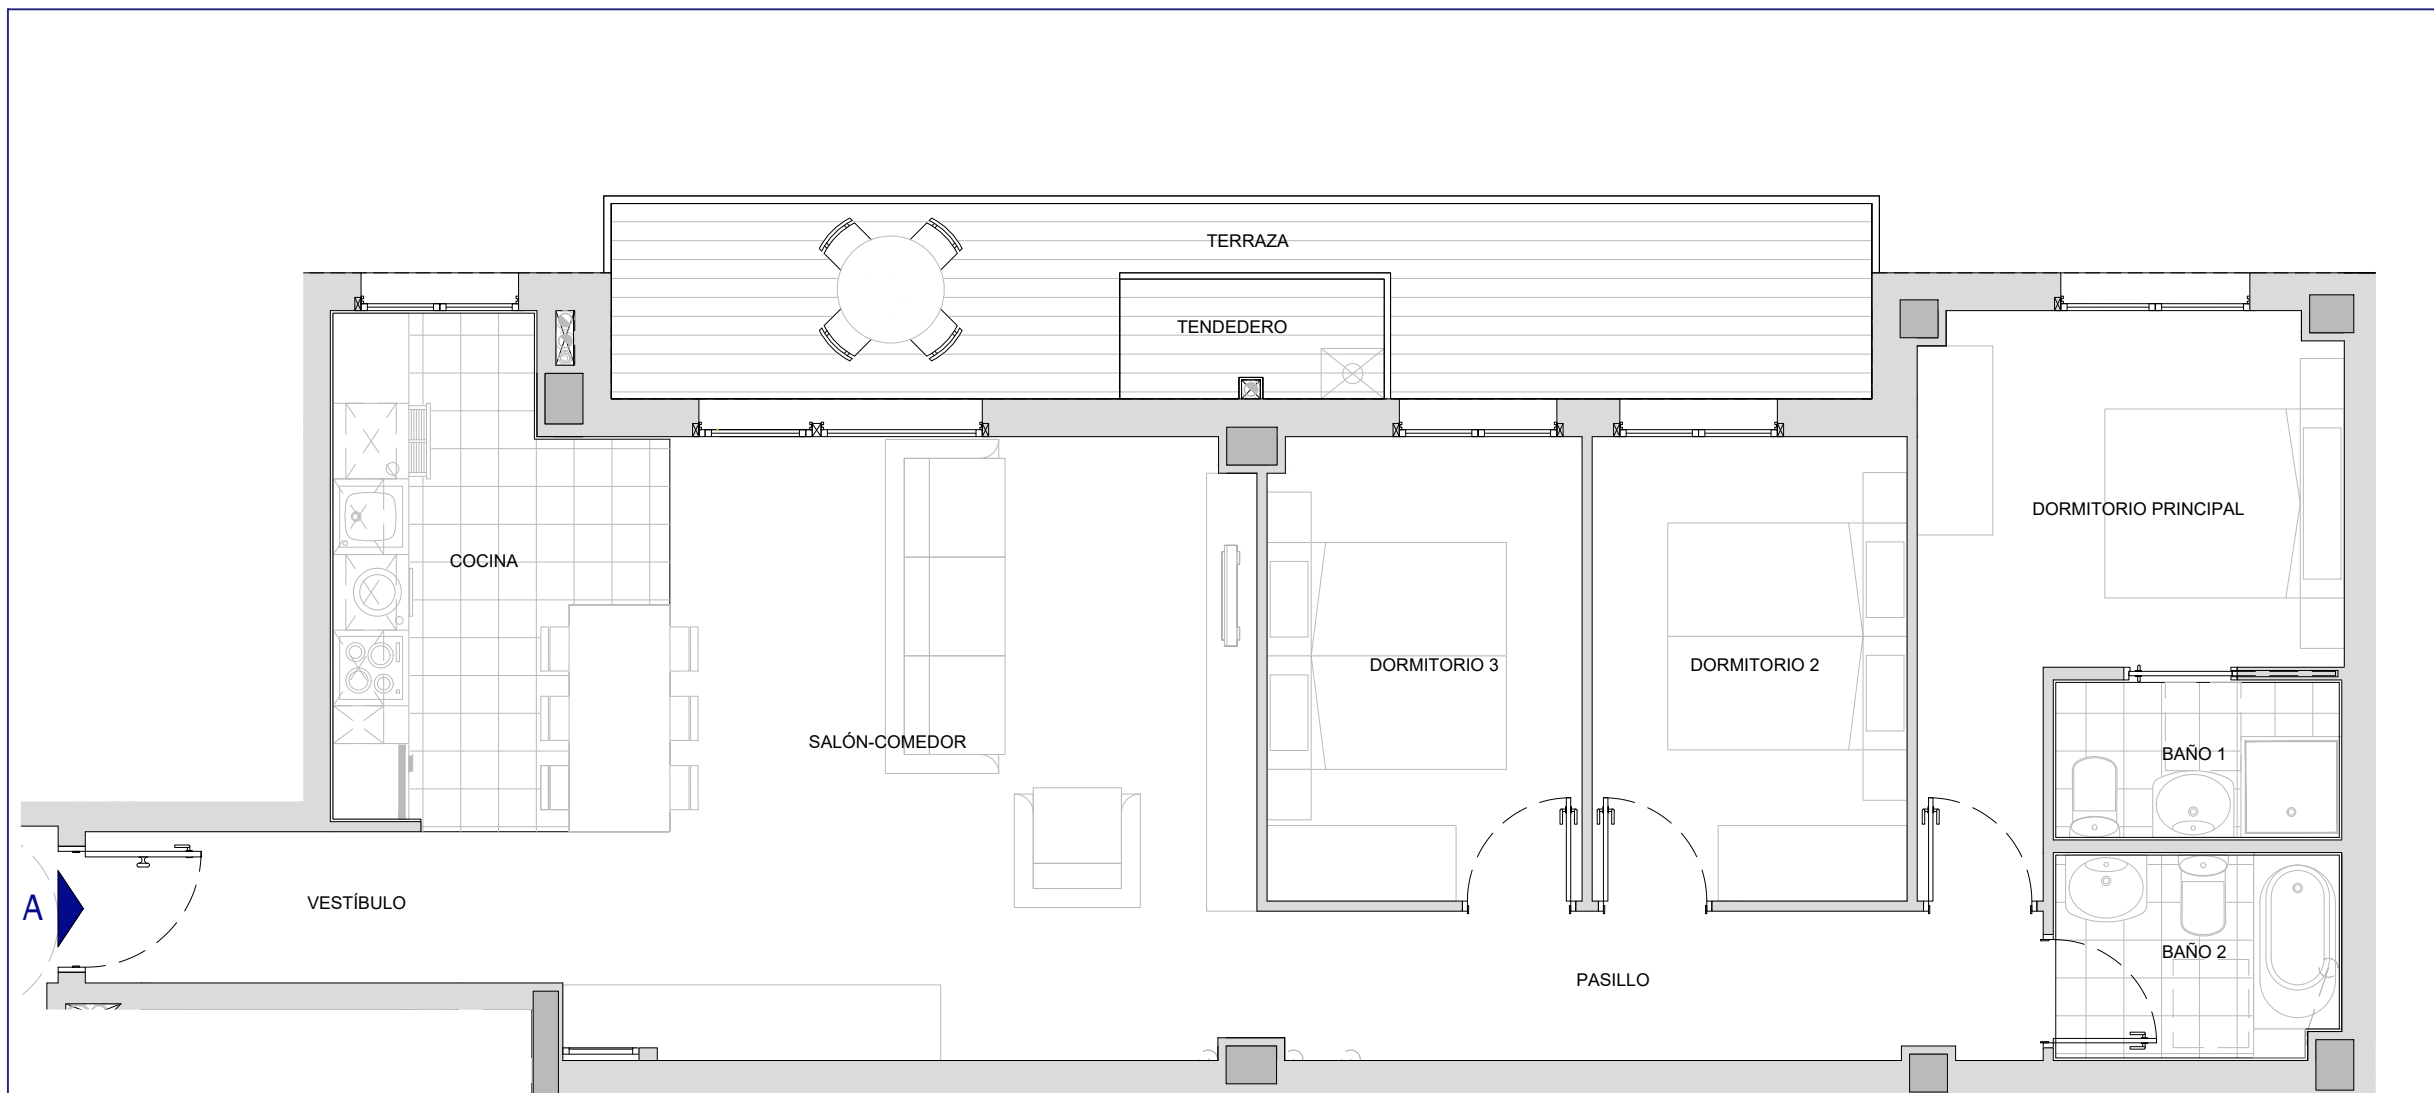 TERRAZA
TENDEDERO
DORMITORIO PRINCIPAL
COCINA
DORMITORIO 3
DORMITORIO 2
SALÓN-COMEDOR
BAÑO 1
A
VESTÍBULO
BAÑO 2
PASILLO